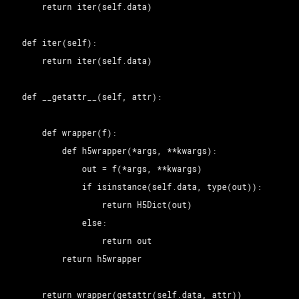 return iter(self.data)
def iter(self):
return iter(self.data)
def __getattr__(self, attr):
def wrapper(f):
def h5wrapper(*args, **kwargs):
out = f(*args, **kwargs)
if isinstance(self.data, type(out)):
return H5Dict(out)
else:
return out
return h5wrapper
return wrapper(getattr(self.data, attr))